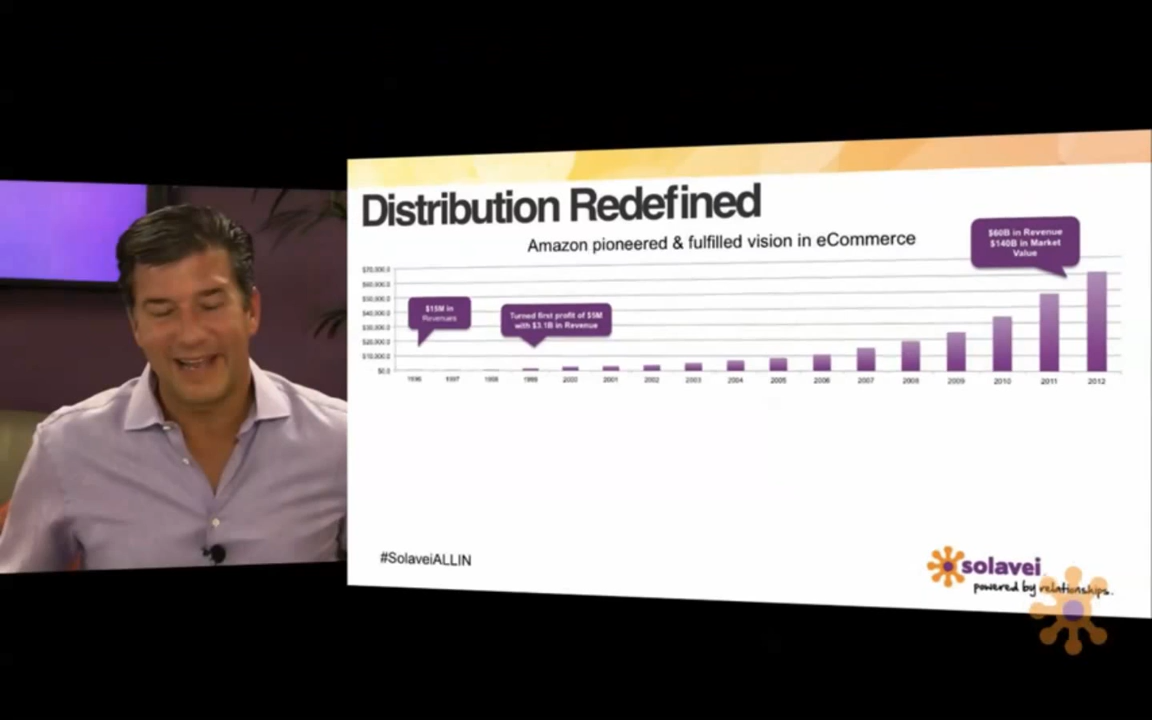 Distribution Redefined
Amazon pioneered & fulfilled vision in eCommerce
$60B in Revenue
$140B in Market
Value
$15M in
Revenues
Turned first profit of $5M
with $3.1B in Revenue
$70,000.0
$60,000.0
$50,000.0
$40,000.0
$30,000.0
$20,000.0
$10,000.0
$0.0
1996 1997 1998 1999 2000 2001 2002 2003 2004 2005 2006 2007 2008 2009 2010 2011 2012
#SolaveiALLIN
solavei
powered by relationships.